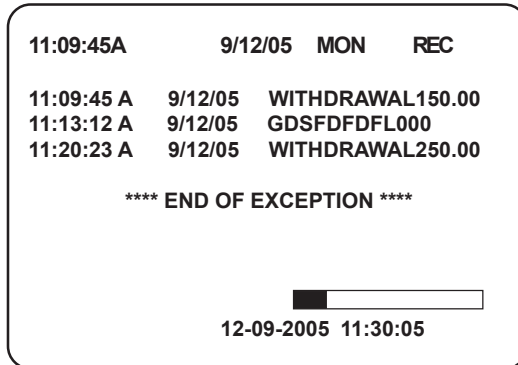 11:09:45A 9/12/05 MON REC
11:09:45 A 9/12/05 WITHDRAWAL150.00
11:13:12 A 9/12/05 GDSFDFDFL000
11:20:23 A 9/12/05 WITHDRAWAL250.00
**** END OF EXCEPTION ****
12-09-2005 11:30:05